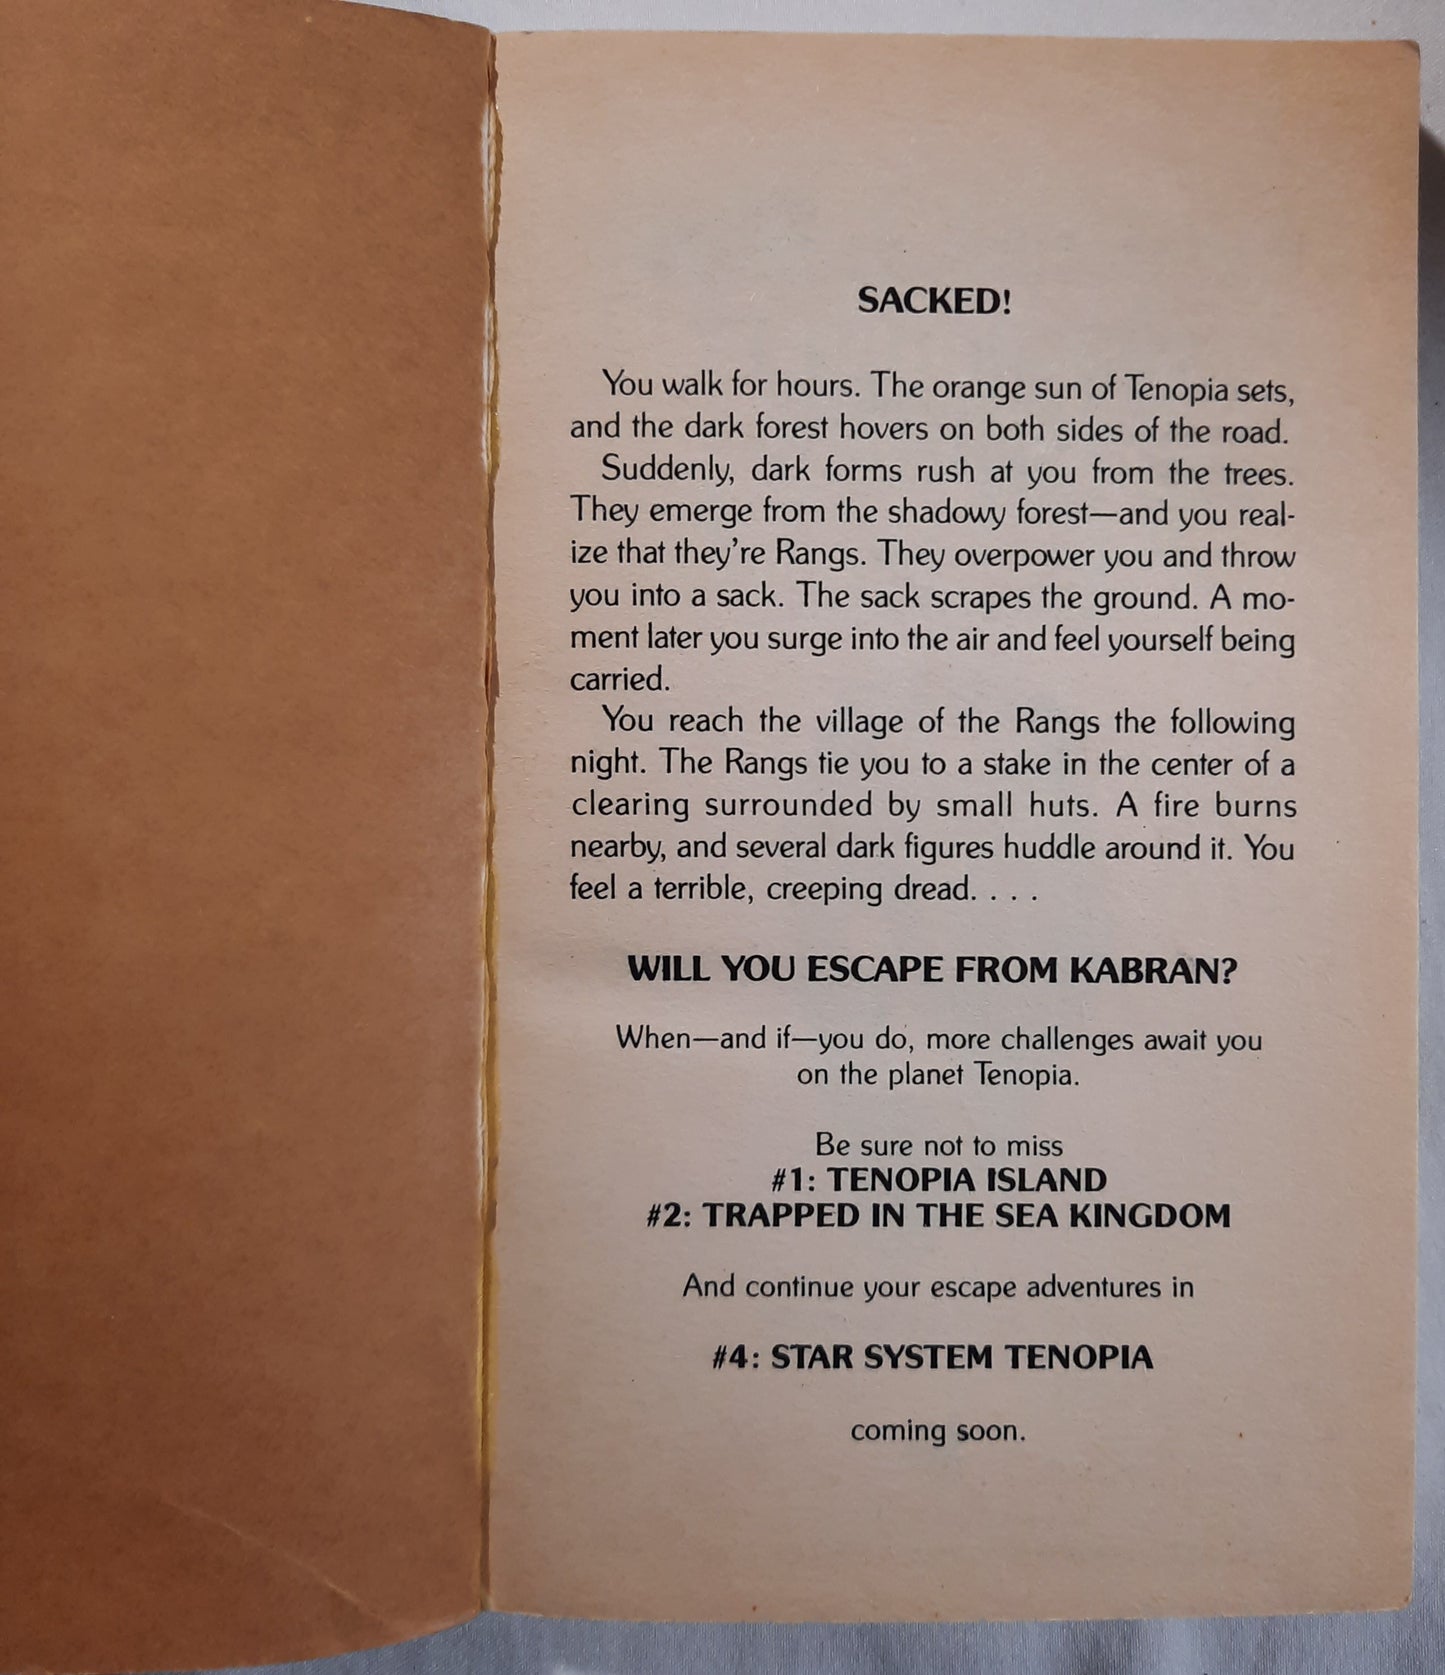 SACKED!
You walk for hours. The orange sun of Tenopia sets,
and the dark forest hovers on both sides of the road.
Suddenly, dark forms rush at you from the trees.
They emerge from the shadowy forest—and you real-
ize that they're Rangs. They overpower you and throw
you into a sack. The sack scrapes the ground. A mo-
ment later you surge into the air and feel yourself being
carried.
You reach the village of the Rangs the following
night. The Rangs tie you to a stake in the center of a
clearing surrounded by small huts. A fire burns
nearby, and several dark figures huddle around it. You
feel a terrible, creeping dread. . . .
WILL YOU ESCAPE FROM KABRAN?
When—and if—you do, more challenges await you
on the planet Tenopia.
Be sure not to miss
#1: TENOPIA ISLAND
#2: TRAPPED IN THE SEA KINGDOM
And continue your escape adventures in
#4: STAR SYSTEM TENOPIA
coming soon.